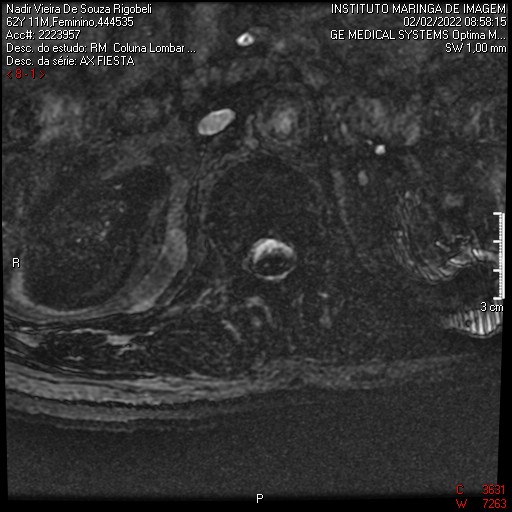 Nadir Vieira De Souza Rigobeli
62Y 11M,Feminino,444535
Acc#: 2223957
Desc. do estudo: RM  Coluna Lombar ...
Desc. da série: AX FIESTA
< 8 - 1 >
INSTITUTO MARINGA DE IMAGEM
02/02/2022 08:58:15
GE MEDICAL SYSTEMS Optima M...
SW 1,00 mm
R
3 cm
P
C 3631
W 7263